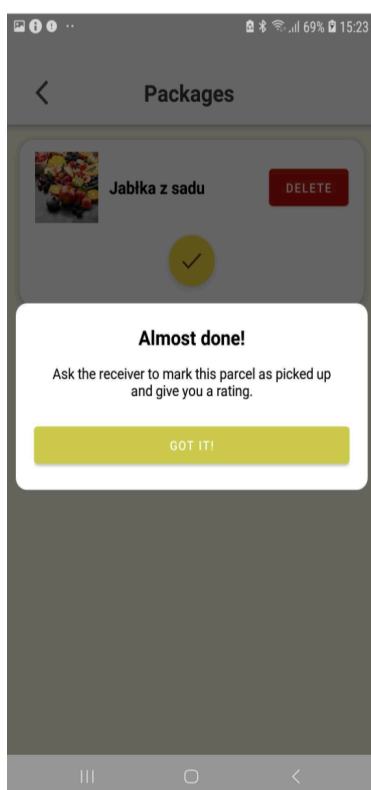 69% 15:23
Packages
Jabłka z sadu
DELETE
Almost done!
Ask the receiver to mark this parcel as picked up
and give you a rating.
GOT IT!